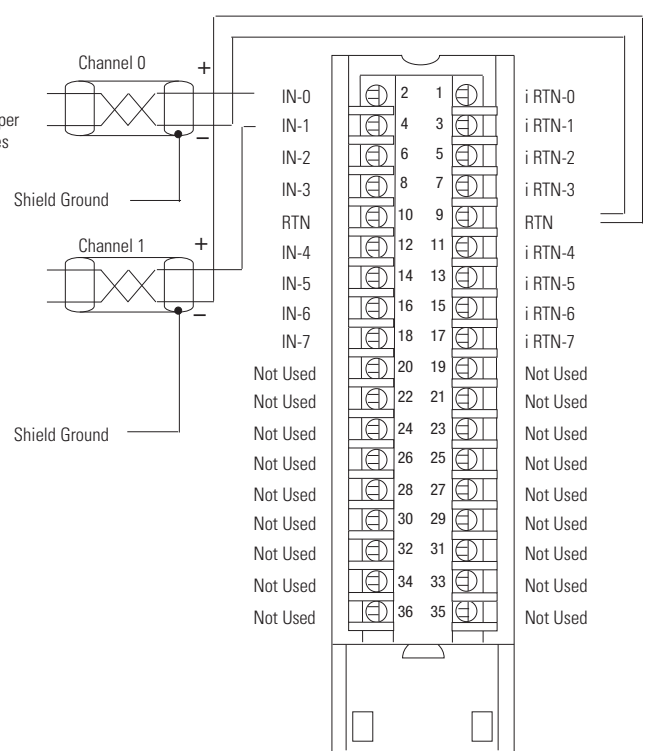 Channel 0
+
per
es
−
Shield Ground
Channel 1
+
−
Shield Ground
IN-0 2 1 i RTN-0
IN-1 4 3 i RTN-1
IN-2 6 5 i RTN-2
IN-3 8 7 i RTN-3
RTN 10 9 RTN
IN-4 12 11 i RTN-4
IN-5 14 13 i RTN-5
IN-6 16 15 i RTN-6
IN-7 18 17 i RTN-7
Not Used 20 19 Not Used
Not Used 22 21 Not Used
Not Used 24 23 Not Used
Not Used 26 25 Not Used
Not Used 28 27 Not Used
Not Used 30 29 Not Used
Not Used 32 31 Not Used
Not Used 34 33 Not Used
Not Used 36 35 Not Used